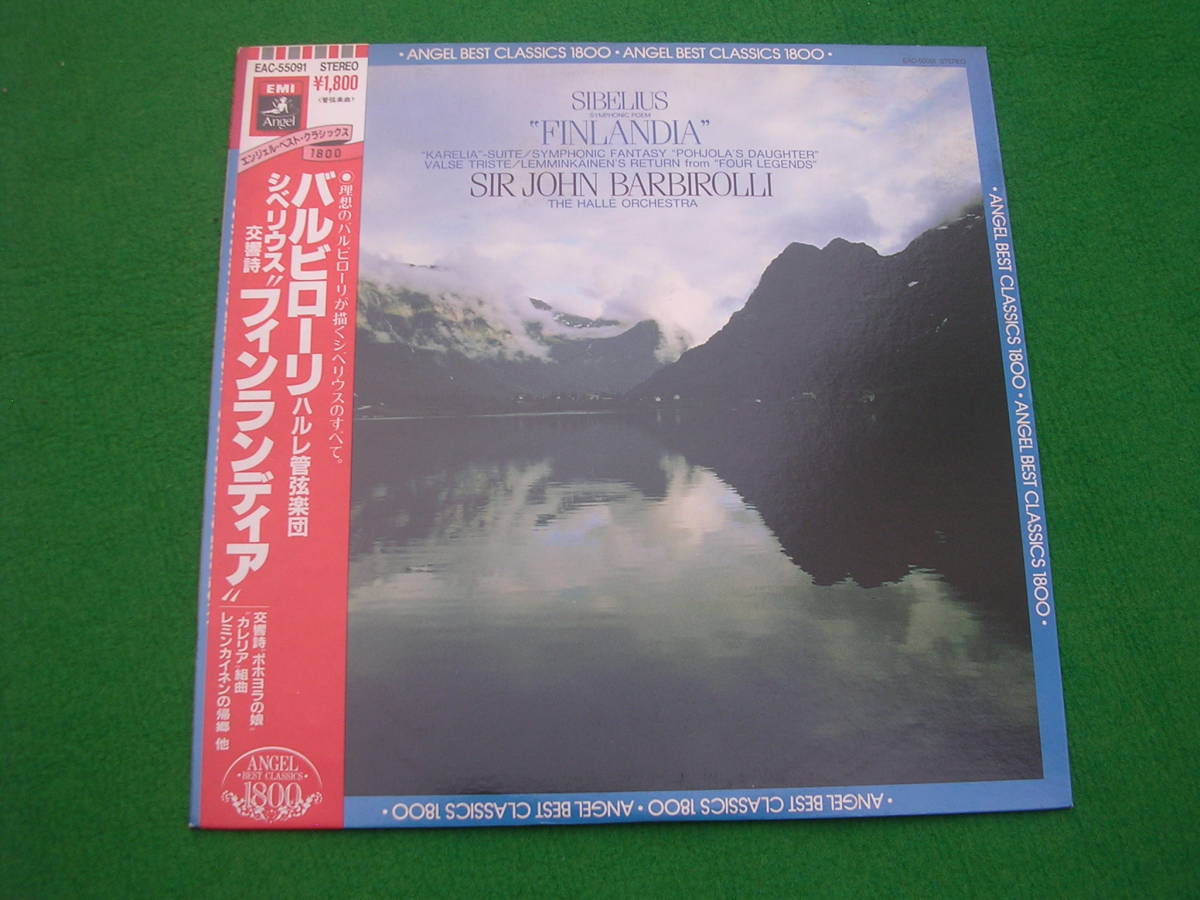 EAC-55091 STEREO
¥1,800
〈管弦楽曲〉
EMI
Angel
エンジェル・ベスト・クラシックス
1800
●理想のバルビローリが描くシベリウスのすべて。
バルビローリ ハルレ管弦楽団
シベリウス
交響詩
"フィンランディア"
交響詩"ポホヨラの娘"
"カレリア"組曲
レミンカイネンの帰郷 他
ANGEL
・BEST CLASSICS・
1800
・ANGEL BEST CLASSICS 1800・ANGEL BEST CLASSICS 1800・
EAC-55091 STEREO
SIBELIUS
SYMPHONIC POEM
"FINLANDIA"
"KARELIA"-SUITE/SYMPHONIC FANTASY "POHJOLA'S DAUGHTER"
VALSE TRISTE/LEMMINKAINEN'S RETURN from "FOUR LEGENDS"
SIR JOHN BARBIROLLI
THE HALLÉ ORCHESTRA
・ANGEL BEST CLASSICS 1800・ANGEL BEST CLASSICS 1800・
・ANGEL BEST CLASSICS 1800・ANGEL BEST CLASSICS 1800・